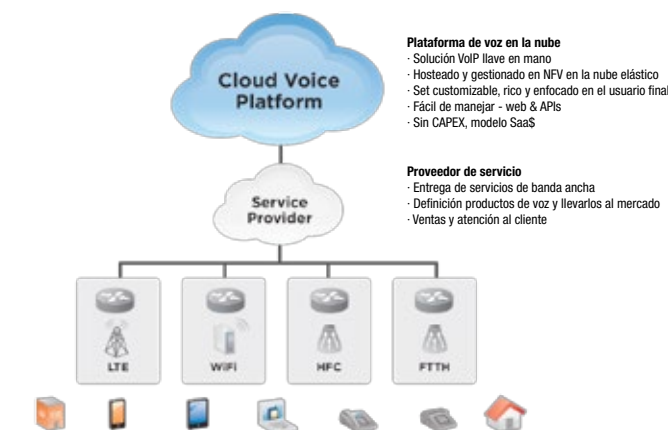 Cloud Voice
Platform
Plataforma de voz en la nube
· Solución VoIP llave en mano
· Hosteado y gestionado en NFV en la nube elástico
· Set customizable, rico y enfocado en el usuario final
· Fácil de manejar - web & APIs
· Sin CAPEX, modelo Saa$
Service
Provider
Proveedor de servicio
· Entrega de servicios de banda ancha
· Definición productos de voz y llevarlos al mercado
· Ventas y atención al cliente
LTE
WiFi
HFC
FTTH